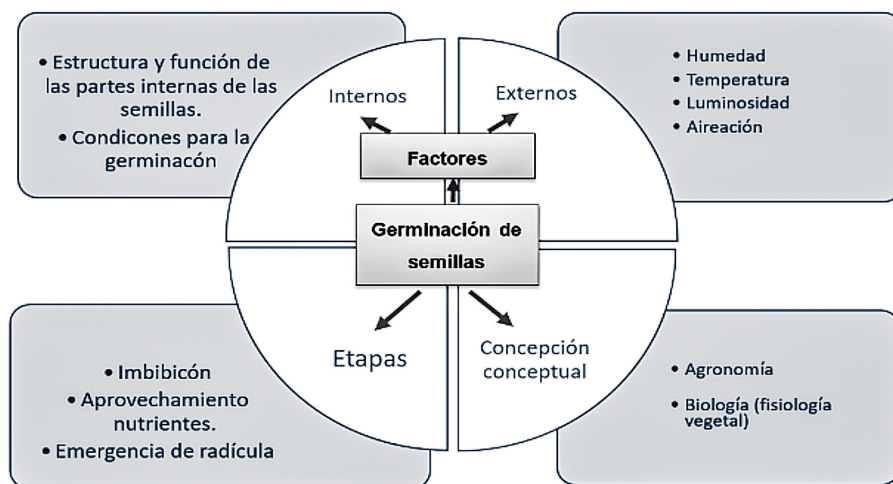 • Estructura y función de
las partes internas de las
semillas.
• Condicones para la
germinacón
Internos
Externos
• Humedad
• Temperatura
• Luminosidad
• Aireación
Factores
Germinación de
semillas
Etapas
Concepción
conceptual
• Imbibicón
• Aprovechamiento
nutrientes.
• Emergencia de radícula
• Agronomía
• Biología (fisiología
vegetal)